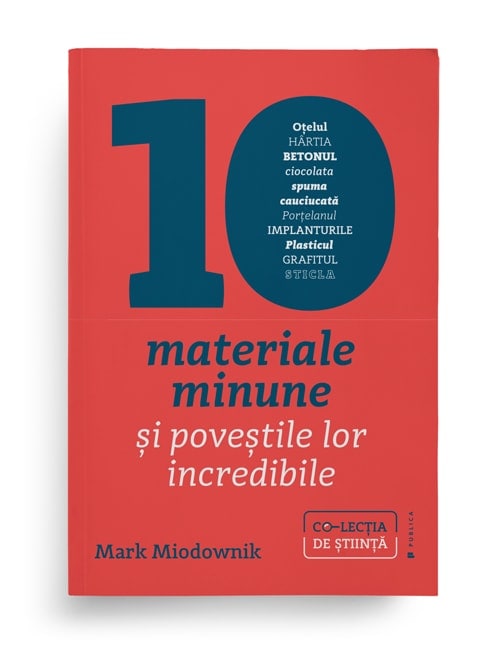 10
Oțelul
HÂRTIA
BETONUL
ciocolata
spuma
cauciucată
Porțelanul
IMPLANTURILE
Plasticul
GRAFITUL
STICLA
materiale
minune
și poveștile lor
incredibile
Mark Miodownik
CO-LECȚIA
DE ȘTIINȚĂ
PUBLICA